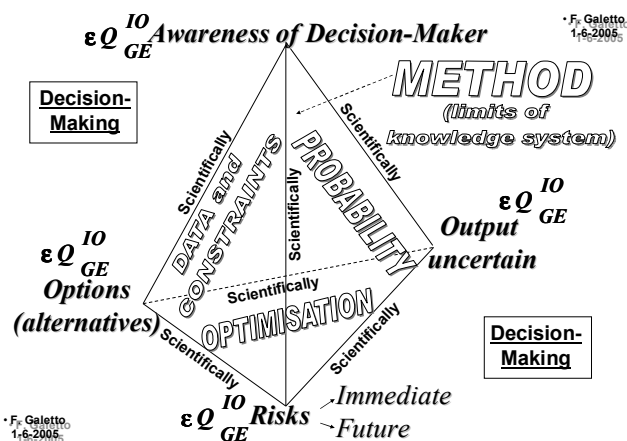 εQ IO GE Awareness of Decision-Maker
• F. Galetto
1-6-2005
Decision-
Making
METHOD
(limits of
knowledge system)
Scientifically
Scientifically
DATA and
CONSTRAINTS
Scientifically
PROBABILITY
εQ IO GE
Output
uncertain
εQ IO GE
Options
(alternatives)
Scientifically
OPTIMISATION
Scientifically
Scientifically
Decision-
Making
εQ IO GE Risks
Immediate
Future
• F. Galetto
1-6-2005